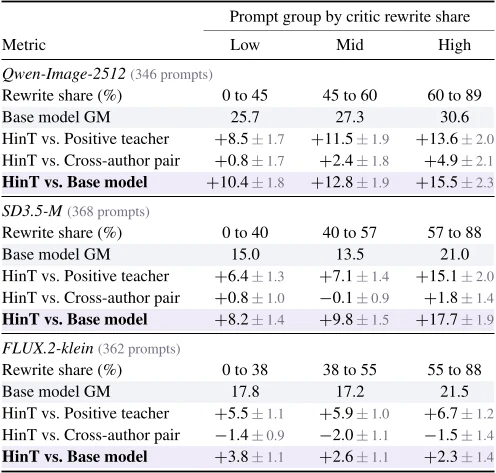 Prompt group by critic rewrite share
Metric Low Mid High
Qwen-Image-2512 (346 prompts)
Rewrite share (%) 0 to 45 45 to 60 60 to 89
Base model GM 25.7 27.3 30.6
HinT vs. Positive teacher +8.5 ± 1.7 +11.5 ± 1.9 +13.6 ± 2.0
HinT vs. Cross-author pair +0.8 ± 1.7 +2.4 ± 1.8 +4.9 ± 2.1
HinT vs. Base model +10.4 ± 1.8 +12.8 ± 1.9 +15.5 ± 2.3
SD3.5-M (368 prompts)
Rewrite share (%) 0 to 40 40 to 57 57 to 88
Base model GM 15.0 13.5 21.0
HinT vs. Positive teacher +6.4 ± 1.3 +7.1 ± 1.4 +15.1 ± 2.0
HinT vs. Cross-author pair +0.8 ± 1.0 −0.1 ± 0.9 +1.8 ± 1.4
HinT vs. Base model +8.2 ± 1.4 +9.8 ± 1.5 +17.7 ± 1.9
FLUX.2-klein (362 prompts)
Rewrite share (%) 0 to 38 38 to 55 55 to 88
Base model GM 17.8 17.2 21.5
HinT vs. Positive teacher +5.5 ± 1.1 +5.9 ± 1.0 +6.7 ± 1.2
HinT vs. Cross-author pair −1.4 ± 0.9 −2.0 ± 1.1 −1.5 ± 1.4
HinT vs. Base model +3.8 ± 1.1 +2.6 ± 1.1 +2.3 ± 1.4